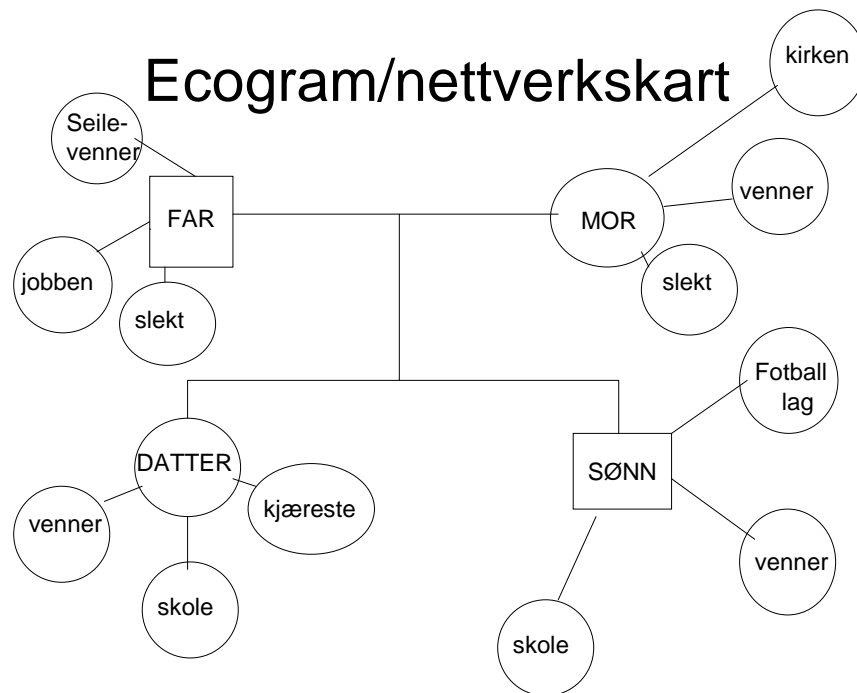 Ecogram/nettverkskart
kirken
Seile-
venner
venner
FAR
MOR
jobben
slekt
slekt
Fotball
lag
DATTER
SØNN
kjæreste
venner
venner
skole
skole